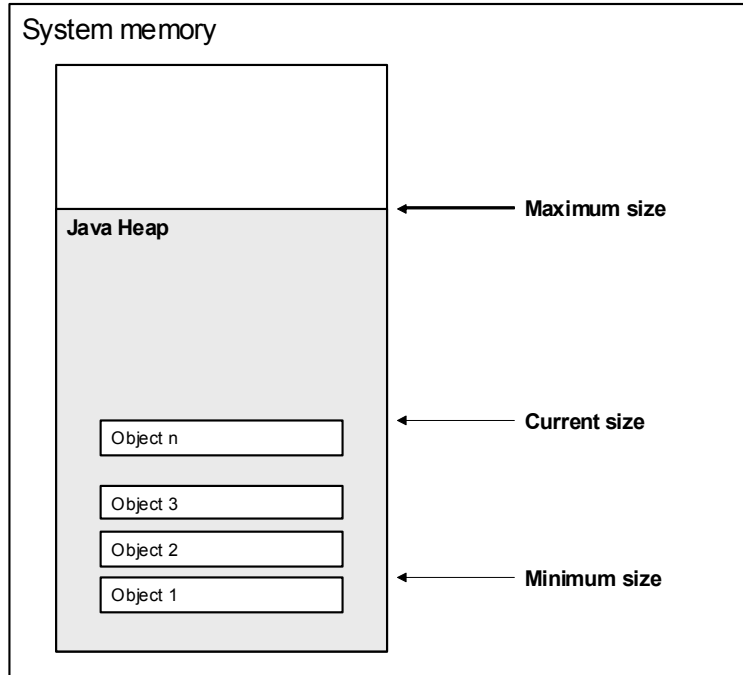 System memory
Maximum size
Java Heap
Current size
Object n
Object 3
Object 2
Minimum size
Object 1